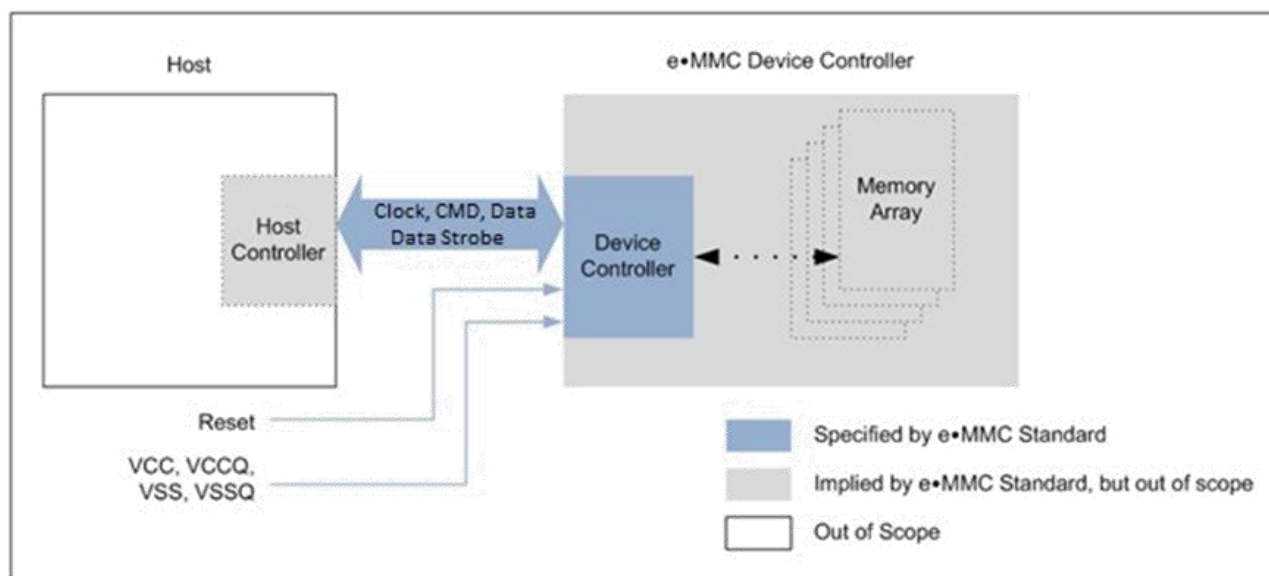 Host
e•MMC Device Controller
Host
Controller
Clock, CMD, Data
Data Strobe
Device
Controller
Memory
Array
Reset
VCC, VCCQ,
VSS, VSSQ
Specified by e•MMC Standard
Implied by e•MMC Standard, but out of scope
Out of Scope